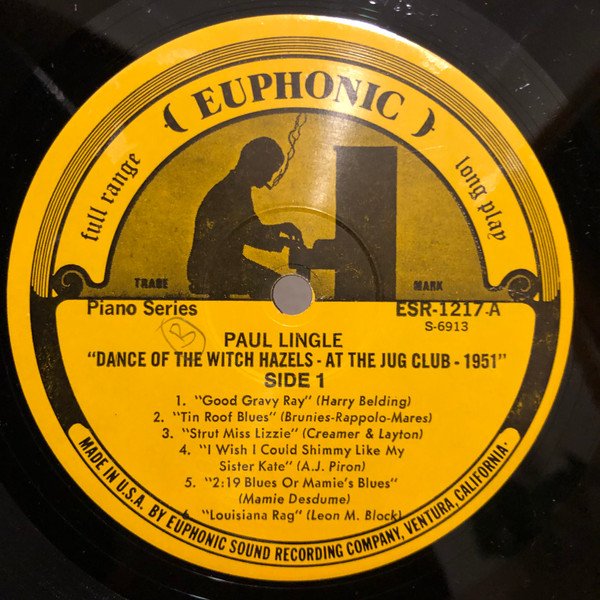 ( EUPHONIC )
full range
long play
TRADE MARK
Piano Series
ESR-1217-A
S-6913
B
PAUL LINGLE
"DANCE OF THE WITCH HAZELS - AT THE JUG CLUB - 1951"
SIDE 1
1. "Good Gravy Ray" (Harry Belding)
2. "Tin Roof Blues" (Brunies-Rappolo-Mares)
3. "Strut Miss Lizzie" (Creamer & Layton)
4. "I Wish I Could Shimmy Like My
Sister Kate" (A.J. Piron)
5. "2:19 Blues Or Mamie's Blues"
(Mamie Desdume)
6. "Louisiana Rag" (Leon M. Block)
MADE IN U.S.A. BY EUPHONIC SOUND RECORDING COMPANY, VENTURA, CALIFORNIA.